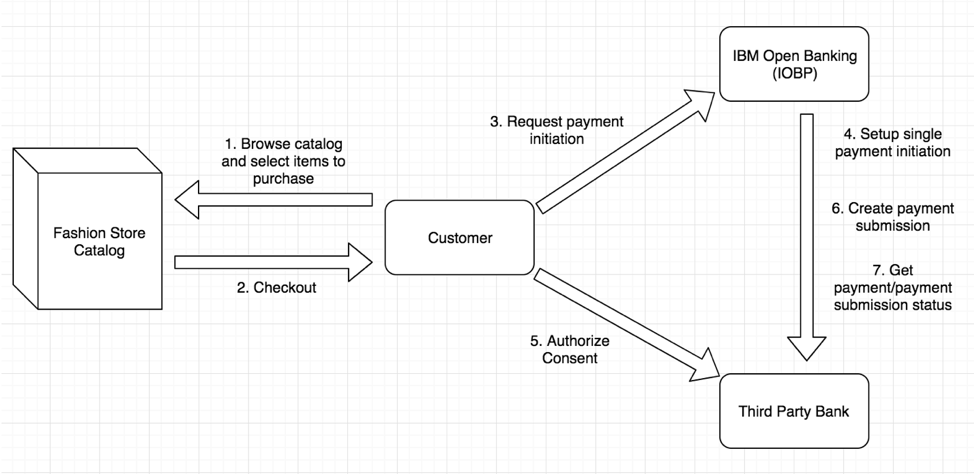 IBM Open Banking
(IOBP)
3. Request payment
initiation
4. Setup single
payment initiation
1. Browse catalog
and select items to
purchase
Fashion Store
Catalog
Customer
6. Create payment
submission
2. Checkout
7. Get
payment/payment
submission status
5. Authorize
Consent
Third Party Bank